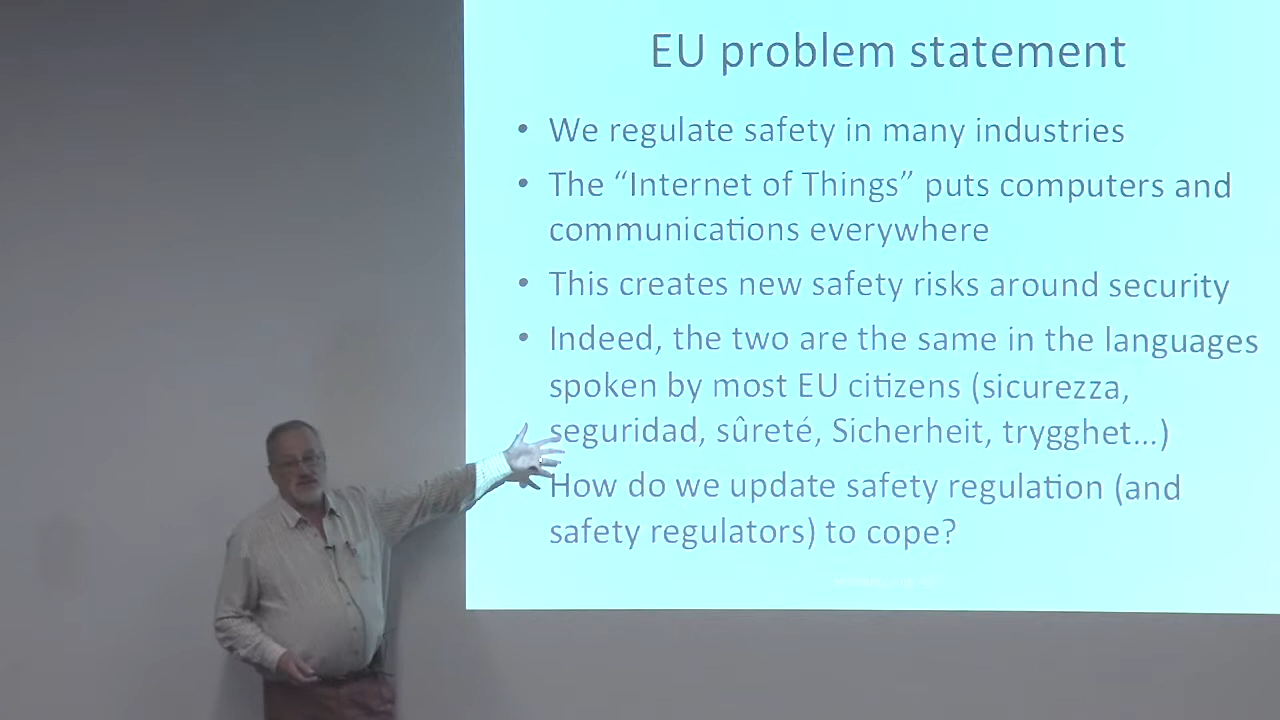 EU problem statement
• We regulate safety in many industries
• The “Internet of Things” puts computers and
communications everywhere
• This creates new safety risks around security
• Indeed, the two are the same in the languages
spoken by most EU citizens (sicurezza,
seguridad, sûreté, Sicherheit, trygghet...)
How do we update safety regulation (and
safety regulators) to cope?